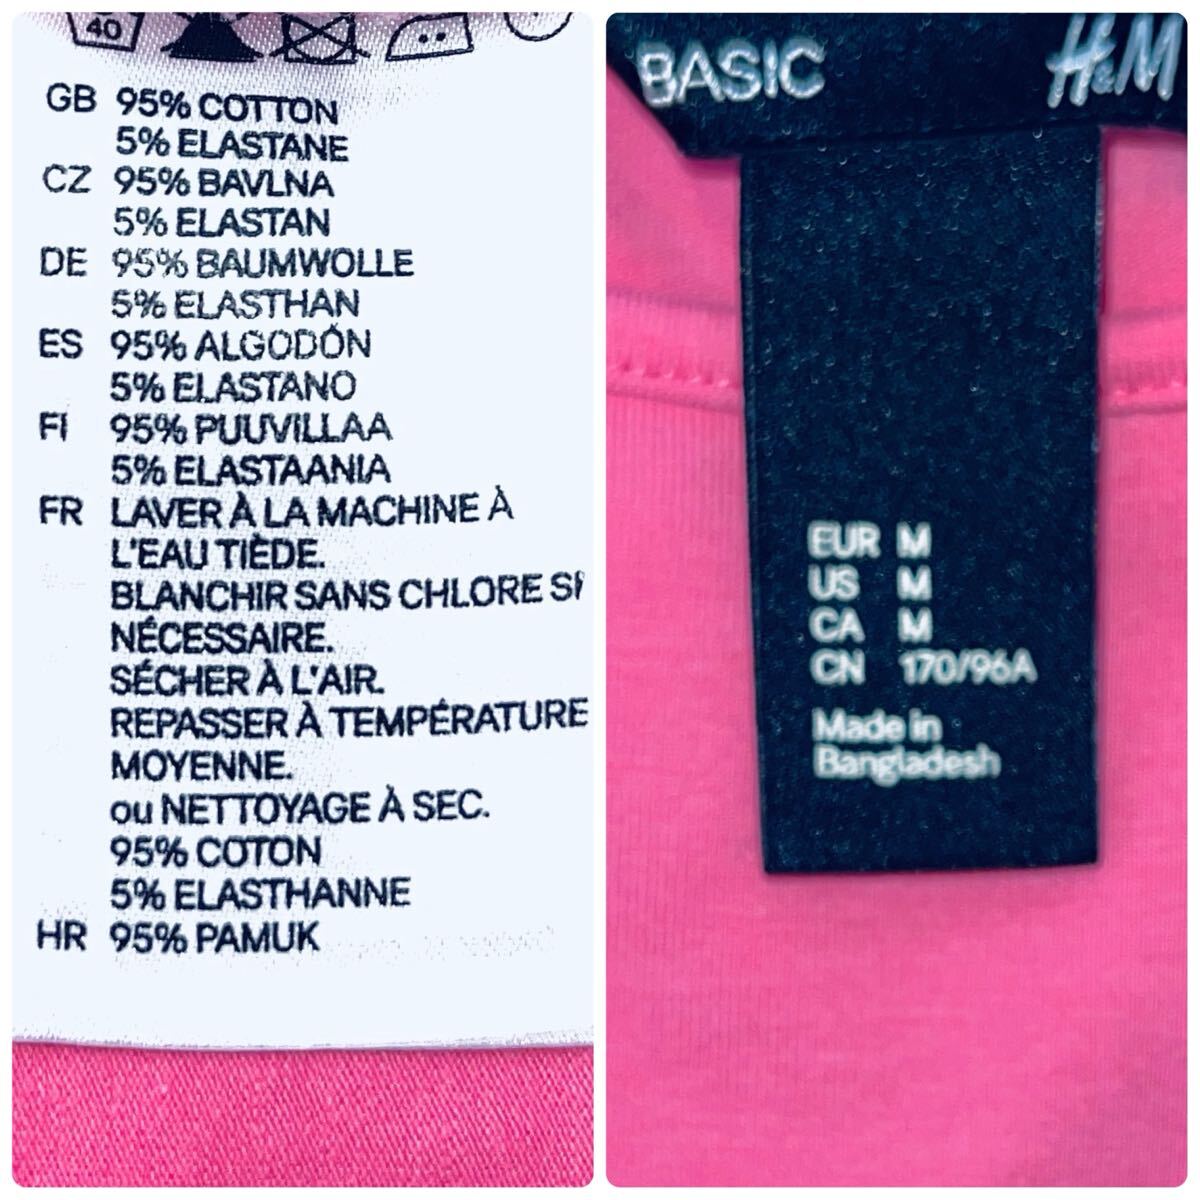 40
GB 95% COTTON
5% ELASTANE
CZ 95% BAVLNA
5% ELASTAN
DE 95% BAUMWOLLE
5% ELASTHAN
ES 95% ALGODÓN
5% ELASTANO
FI 95% PUUVILLAA
5% ELASTAANIA
FR LAVER À LA MACHINE À
L'EAU TIÈDE.
BLANCHIR SANS CHLORE SI
NÉCESSAIRE.
SÉCHER À L'AIR.
REPASSER À TEMPÉRATURE
MOYENNE.
ou NETTOYAGE À SEC.
95% COTON
5% ELASTHANNE
HR 95% PAMUK
BASIC H&M
EUR M
US M
CA M
CN 170/96A
Made in
Bangladesh